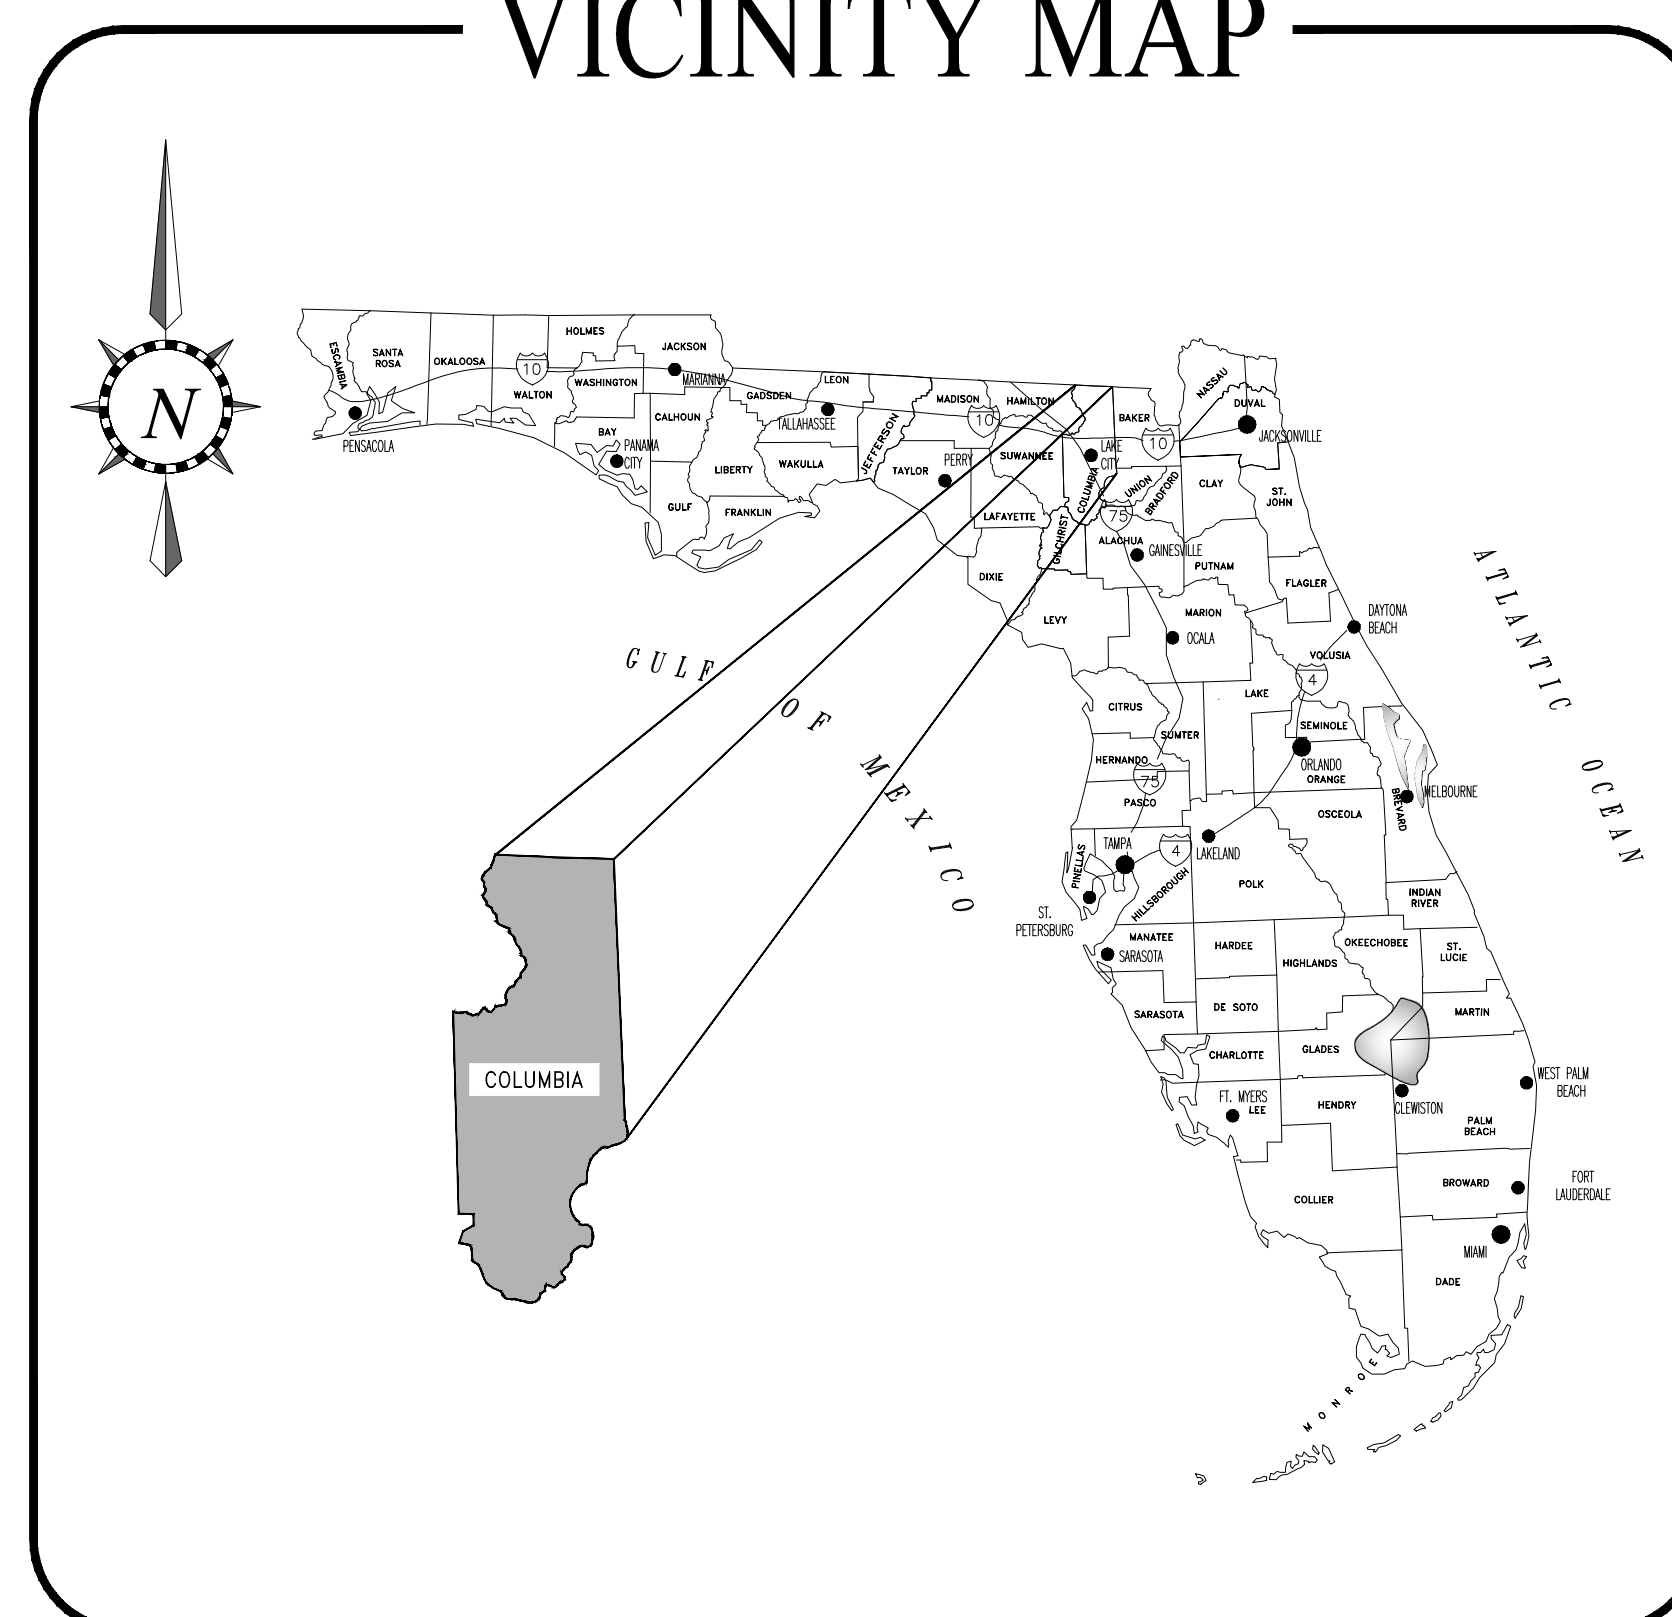 VICINITY MAP
N
ESCAMBIA
SANTA
ROSA
OKALOOSA
10
WALTON
HOLMES
WASHINGTON
JACKSON
MARIANNA
BAY
PANAMA
CITY
CALHOUN
GULF
LIBERTY
FRANKLIN
GADSDEN
LEON
TALLAHASSEE
WAKULLA
JEFFERSON
MADISON
TAYLOR
PERRY
10
HAMILTON
SUWANNEE
LAFAYETTE
DIXIE
GILCHRIST
COLUMBIA
LAKE
CITY
BAKER
10
NASSAU
DUVAL
JACKSONVILLE
UNION
BRADFORD
CLAY
ST.
JOHN
75
ALACHUA
GAINESVILLE
PUTNAM
FLAGLER
PENSACOLA
LEVY
MARION
OCALA
DAYTONA
BEACH
VOLUSIA
4
LAKE
CITRUS
SUMTER
SEMINOLE
HERNANDO
ORLANDO
ORANGE
75
PASCO
MELBOURNE
BREVARD
OSCEOLA
TAMPA
4
LAKELAND
PINELLAS
HILLSBOROUGH
POLK
INDIAN
RIVER
ST.
PETERSBURG
MANATEE
SARASOTA
HARDEE
HIGHLANDS
OKEECHOBEE
ST.
LUCIE
SARASOTA
DE SOTO
MARTIN
CHARLOTTE
GLADES
FT. MYERS
LEE
HENDRY
CLEWISTON
WEST PALM
BEACH
PALM
BEACH
COLLIER
BROWARD
FORT
LAUDERDALE
MIAMI
DADE
MONROE
GULF
OF
MEXICO
ATLANTIC
OCEAN
COLUMBIA